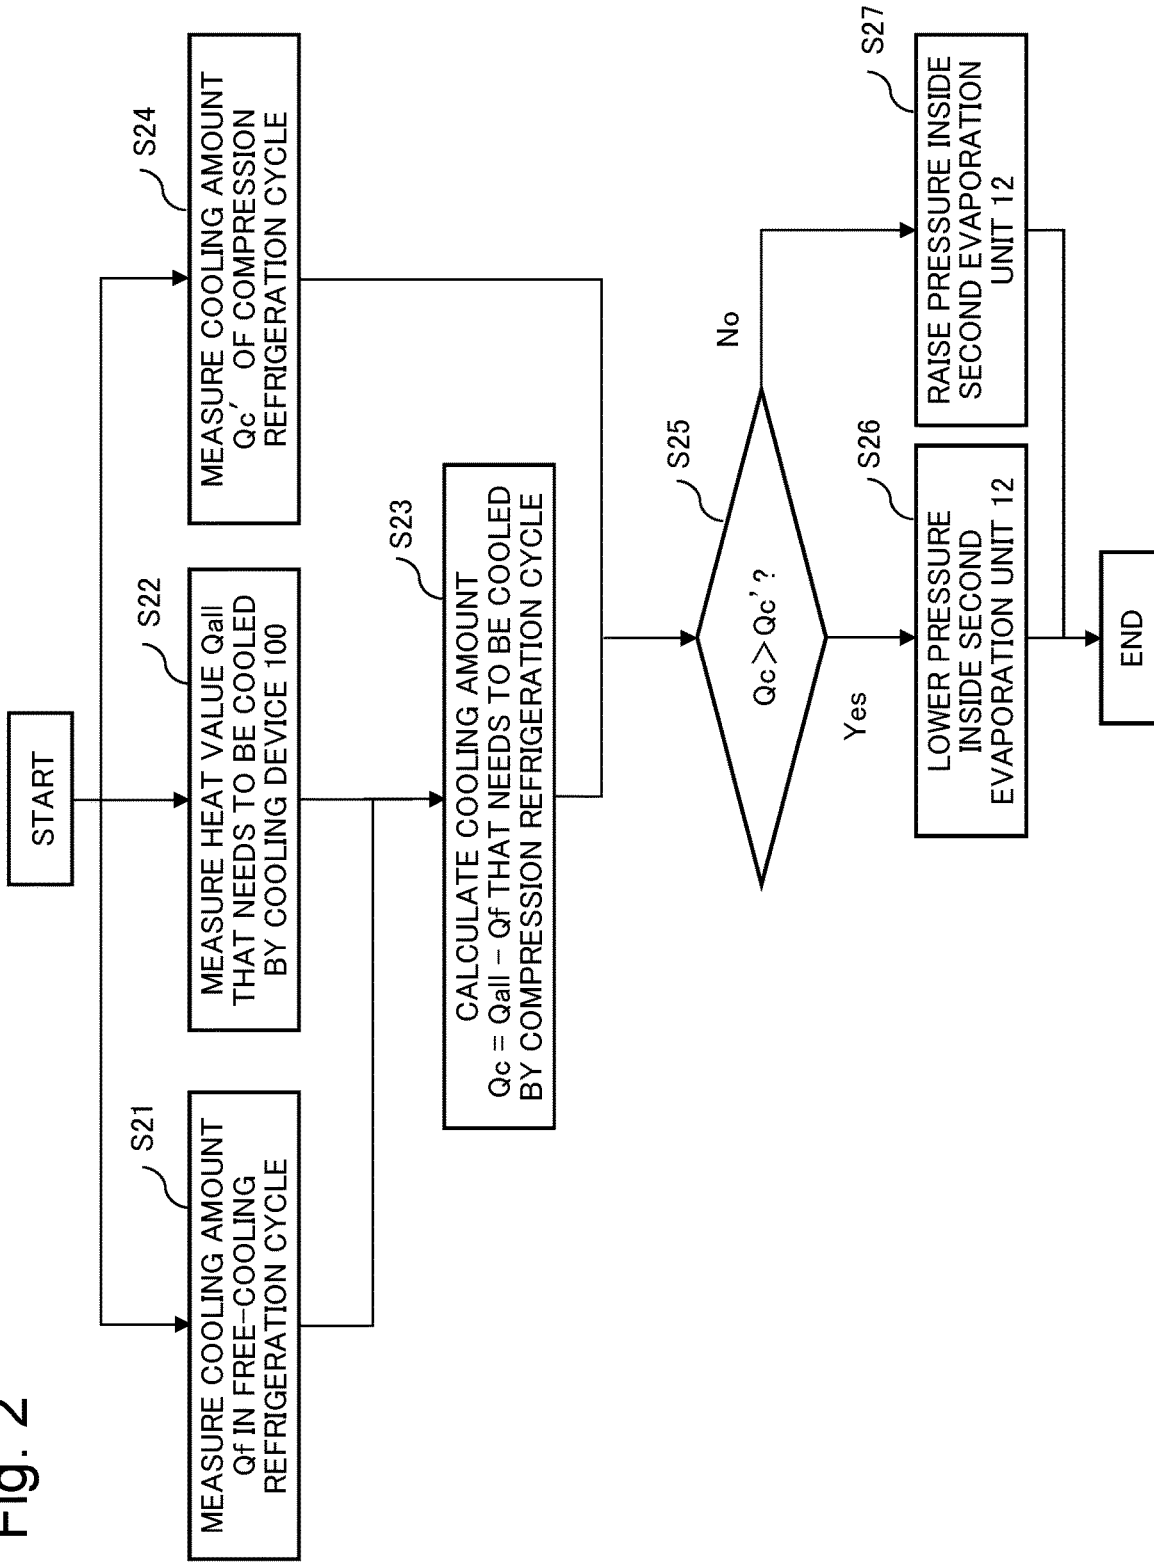 Fig. 2
START
S21
MEASURE COOLING AMOUNT
Qf IN FREE-COOLING
REFRIGERATION CYCLE
S22
MEASURE HEAT VALUE Qall
THAT NEEDS TO BE COOLED
BY COOLING DEVICE 100
S24
MEASURE COOLING AMOUNT
Qc′ OF COMPRESSION
REFRIGERATION CYCLE
S23
CALCULATE COOLING AMOUNT
Qc = Qall - Qf THAT NEEDS TO BE COOLED
BY COMPRESSION REFRIGERATION CYCLE
S25
Qc>Qc'?
Yes
No
S26
LOWER PRESSURE
INSIDE SECOND
EVAPORATION UNIT 12
S27
RAISE PRESSURE INSIDE
SECOND EVAPORATION
UNIT 12
END